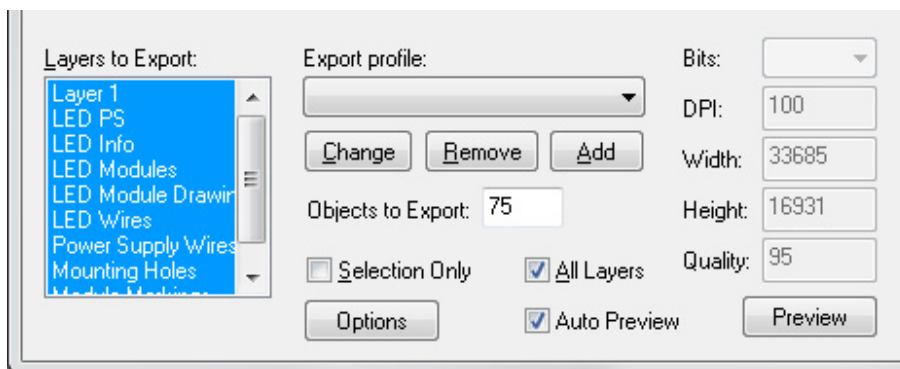 Layers to Export:
Layer 1
LED PS
LED Info
LED Modules
LED Module Drawin
LED Wires
Power Supply Wires
Mounting Holes
Module Markings
Export profile:
Change
Remove
Add
Objects to Export: 75
Selection Only
All Layers
Options
Auto Preview
Bits:
DPI: 100
Width: 33685
Height: 16931
Quality: 95
Preview